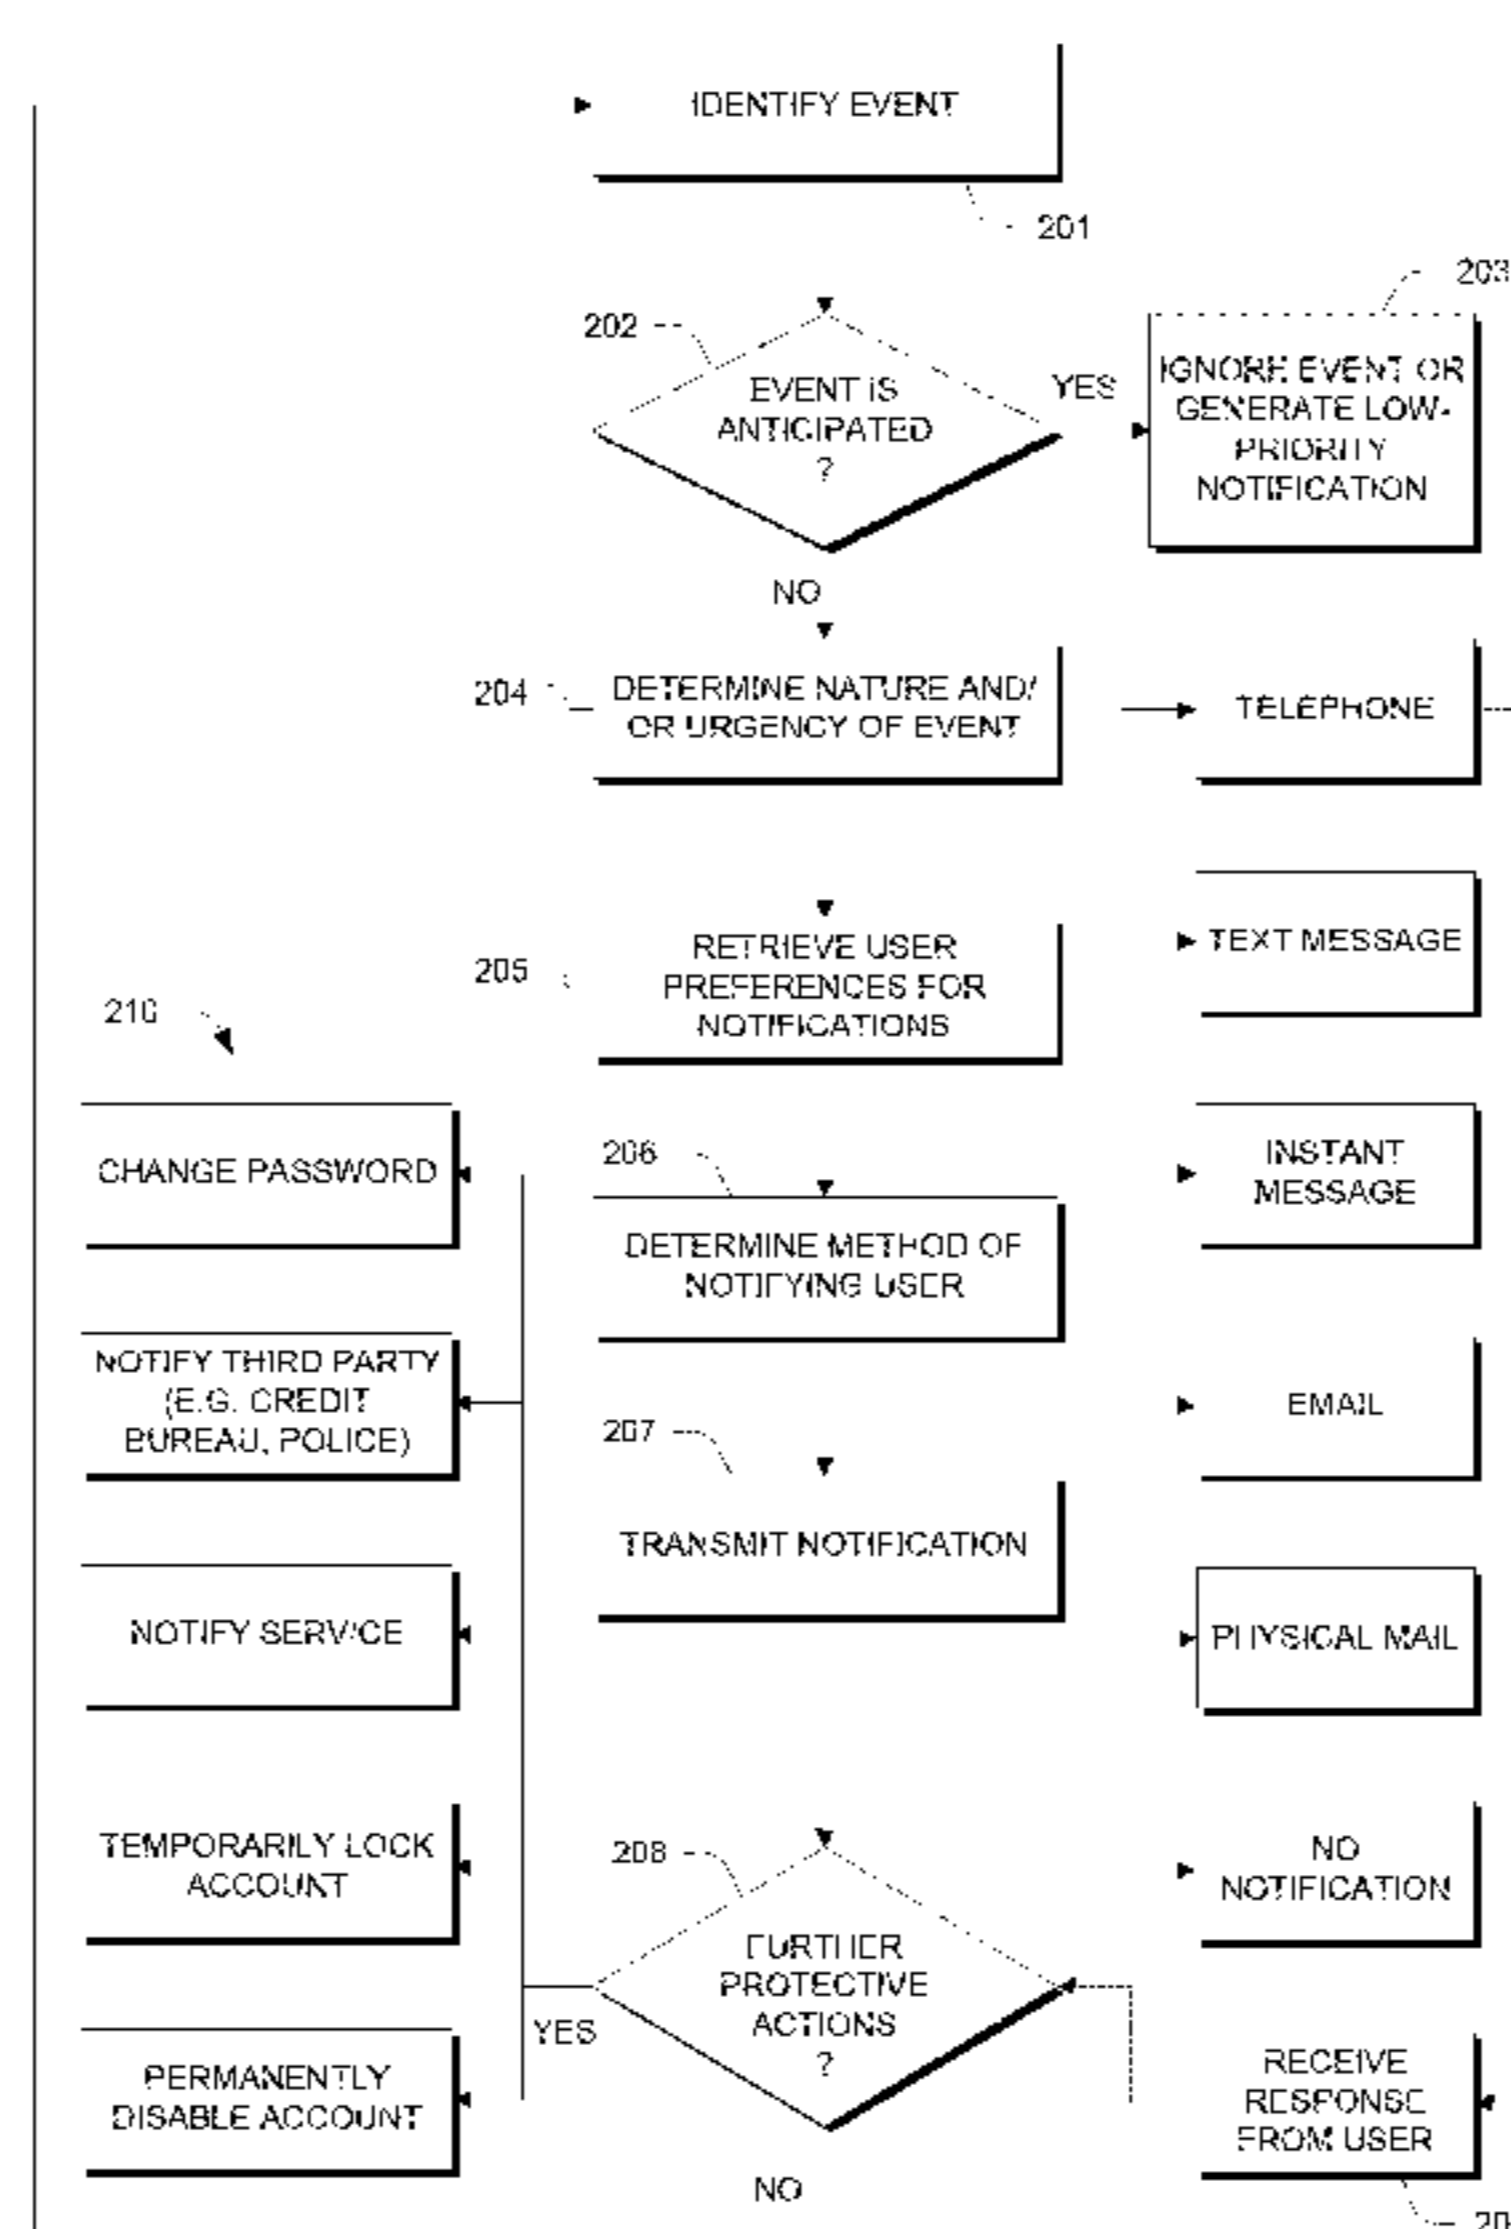 IDENTIFY EVENT
201
203
202
EVENT IS
ANTICIPATED
?
YES
IGNORE EVENT OR
GENERATE LOW-
PRIORITY
NOTIFICATION
NO
204
DETERMINE NATURE AND/
OR URGENCY OF EVENT
TELEPHONE
205
RETRIEVE USER
PREFERENCES FOR
NOTIFICATIONS
TEXT MESSAGE
210
CHANGE PASSWORD
206
DETERMINE METHOD OF
NOTIFYING USER
INSTANT
MESSAGE
NOTIFY THIRD PARTY
(E.G. CREDIT
BUREAU, POLICE)
207
TRANSMIT NOTIFICATION
EMAIL
NOTIFY SERVICE
PHYSICAL MAIL
TEMPORARILY LOCK
ACCOUNT
208
FURTHER
PROTECTIVE
ACTIONS
?
NO
NOTIFICATION
YES
PERMANENTLY
DISABLE ACCOUNT
RECEIVE
RESPONSE
FROM USER
NO